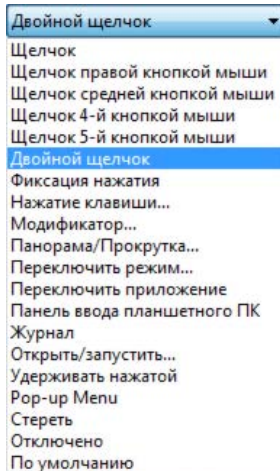 Двойной щелчок
Щелчок
Щелчок правой кнопкой мыши
Щелчок средней кнопкой мыши
Щелчок 4-й кнопкой мыши
Щелчок 5-й кнопкой мыши
Двойной щелчок
Фиксация нажатия
Нажатие клавиши...
Модификатор...
Панорама/Прокрутка...
Переключить режим...
Переключить приложение
Панель ввода планшетного ПК
Журнал
Открыть/запустить...
Удерживать нажатой
Pop-up Menu
Стереть
Отключено
По умолчанию